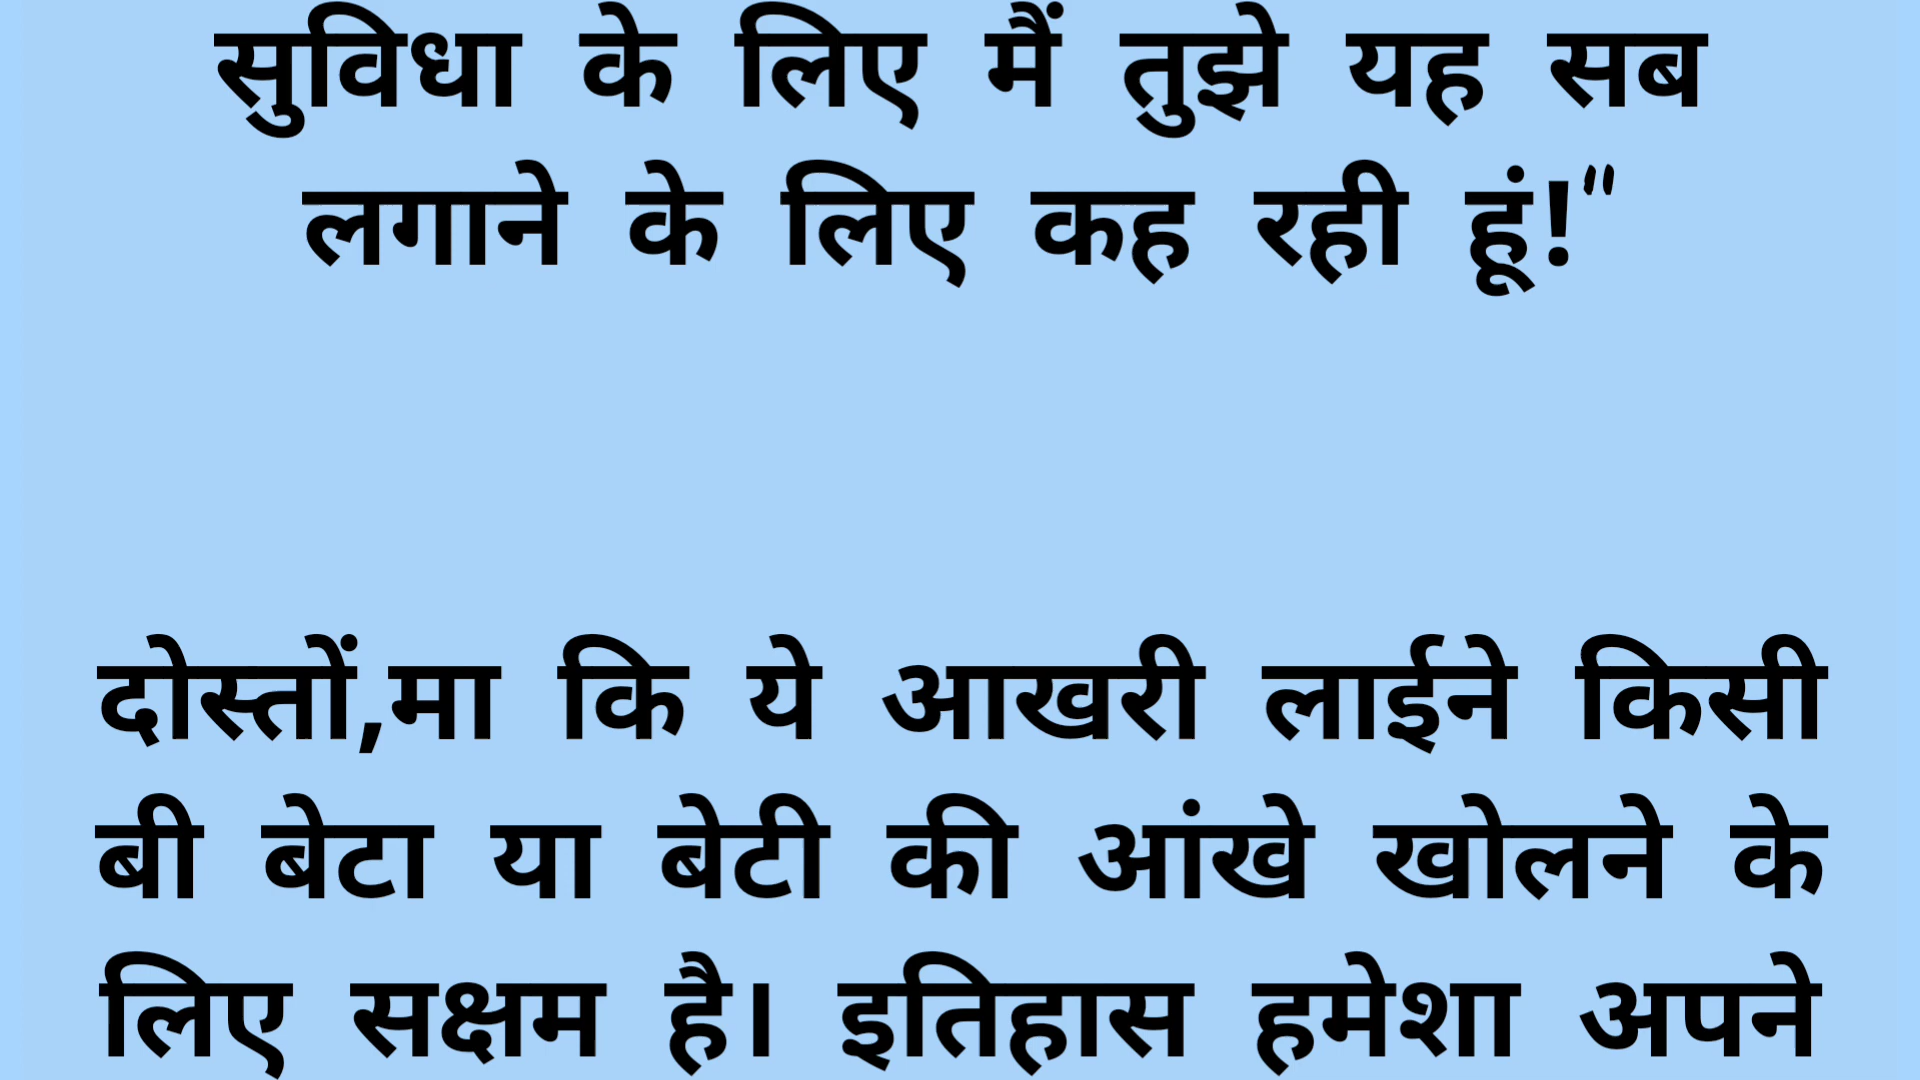 सुविधा के लिए मैं तुझे यह सब
लगाने के लिए कह रही हूं!"
दोस्तों,मा कि ये आखरी लाईने किसी
बी बेटा या बेटी की आंखे खोलने के
लिए सक्षम है। इतिहास हमेशा अपने